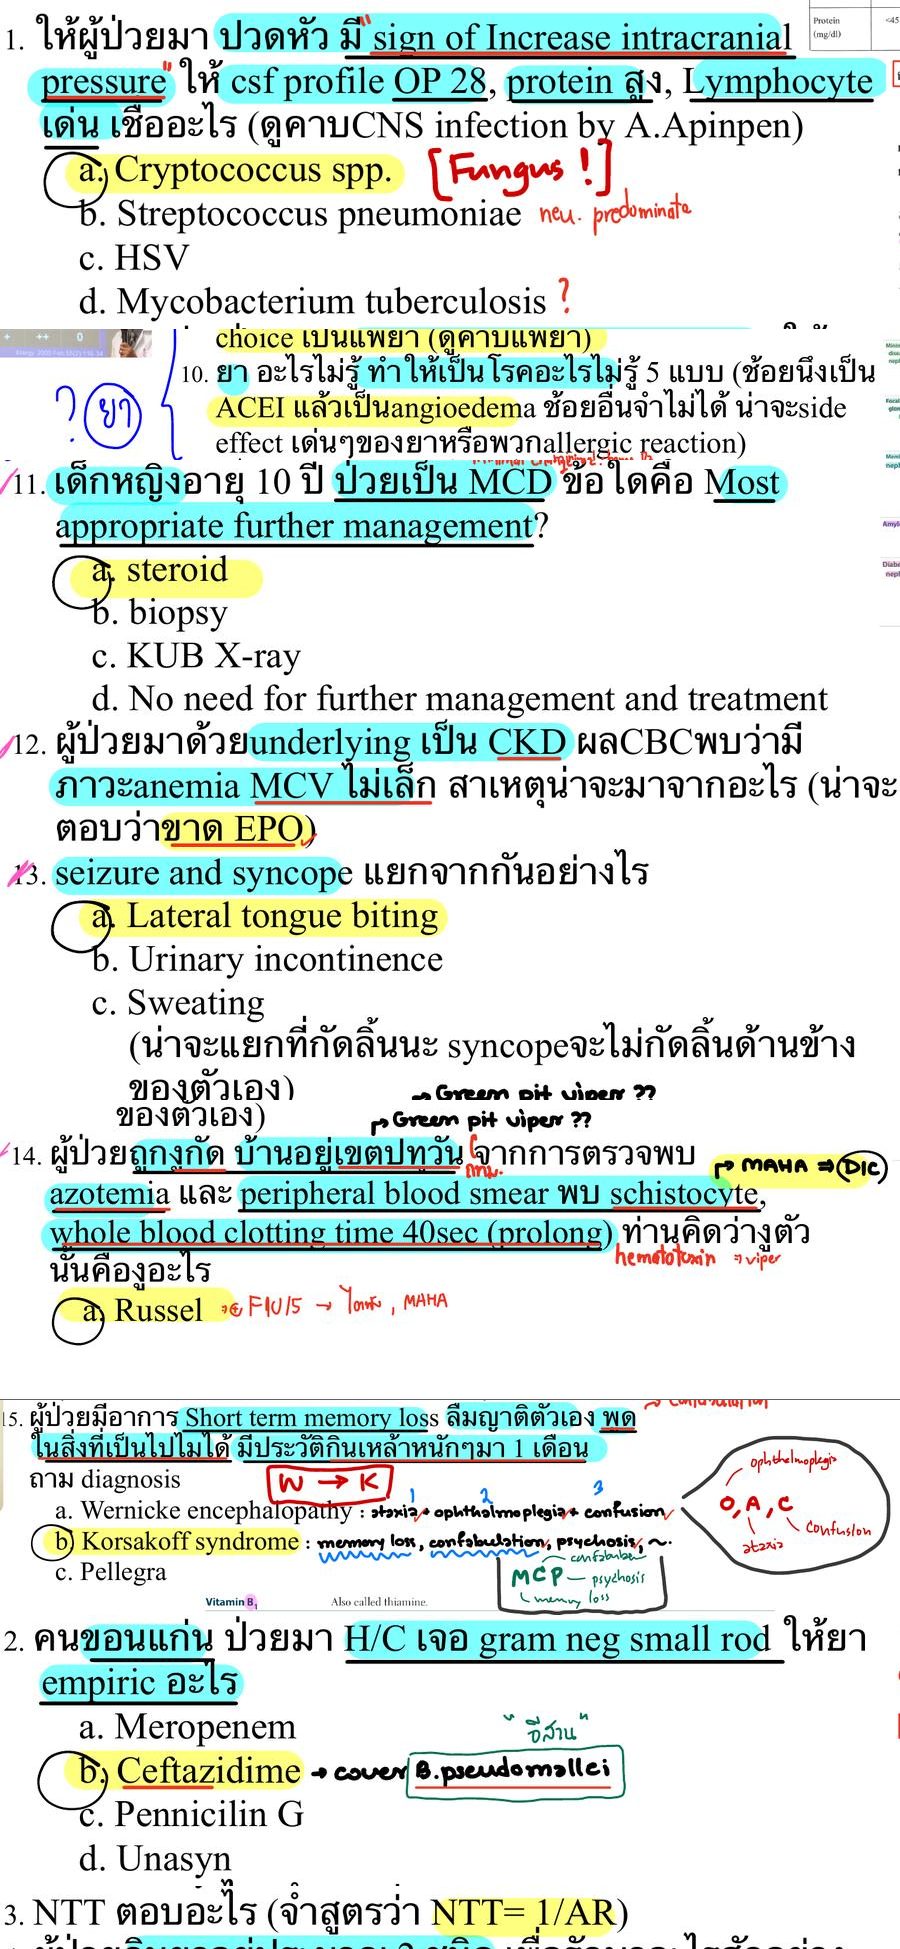 Protein <45
(mg/dl)
1. ให้ผู้ป่วยมา ปวดหัว มี"sign of Increase intracranial
pressure" ให้ csf profile OP 28, protein สูง, Lymphocyte
เด่น เชื้ออะไร (ดูคาบCNS infection by A.Apinpen)
a. Cryptococcus spp. [Fungus !]
b. Streptococcus pneumoniae neu. predominate
c. HSV
d. Mycobacterium tuberculosis ?
+ ++ 0
choice เป็นแพ้ยา (ดูคาบแพ้ยา)
10. ยา อะไรไม่รู้ ทำให้เป็นโรคอะไรไม่รู้ 5 แบบ (ช้อยนึงเป็น
? ยา
ACEI แล้วเป็นangioedema ช้อยอื่นจำไม่ได้ น่าจะside
effect เด่นๆของยาหรือพวกallergic reaction)
11. เด็กหญิงอายุ 10 ปี ป่วยเป็น MCD ข้อใดคือ Most
appropriate further management?
a. steroid
b. biopsy
c. KUB X-ray
d. No need for further management and treatment
12. ผู้ป่วยมาด้วยunderlying เป็น CKD ผลCBCพบว่ามี
ภาวะanemia MCV ไม่เล็ก สาเหตุน่าจะมาจากอะไร (น่าจะ
ตอบว่าขาด EPO)
13. seizure and syncope แยกจากกันอย่างไร
a. Lateral tongue biting
b. Urinary incontinence
c. Sweating
(น่าจะแยกที่กัดลิ้นนะ syncopeจะไม่กัดลิ้นด้านข้าง
ของตัวเอง) → Green pit viper ??
ของตัวเอง) → Green pit viper ??
14. ผู้ป่วยถูกงูกัด บ้านอยู่เขตปทุวัน จากการตรวจพบ
กทม. → MAHA ⇒ DIC
azotemia และ peripheral blood smear พบ schistocyte,
whole blood clotting time 40sec (prolong) ท่านคิดว่างูตัว
hematotoxin → viper
นั้นคืองูอะไร
a. Russel → F10/5 → ไตพัง, MAHA
15. ผู้ป่วยมีอาการ Short term memory loss ลืมญาติตัวเอง พูด
ในสิ่งที่เป็นไปไม่ได้ มีประวัติกินเหล้าหนักๆมา 1 เดือน
ถาม diagnosis W → K
1 2 3
a. Wernicke encephalopathy : ataxia + ophthalmoplegia + confusion
b. Korsakoff syndrome : memory loss, confabulation, psychosis, ~.
c. Pellegra
MCP
confabulation
psychosis
memory loss
ophthalmoplegia
O, A, C
ataxia
confusion
Vitamin B1 Also called thiamine.
2. คนขอนแก่น ป่วยมา H/C เจอ gram neg small rod ให้ยา
empiric อะไร
a. Meropenem
"อีสาน"
b. Ceftazidime → cover B. pseudomallei
c. Pennicilin G
d. Unasyn
3. NTT ตอบอะไร (จำสูตรว่า NTT= 1/AR)